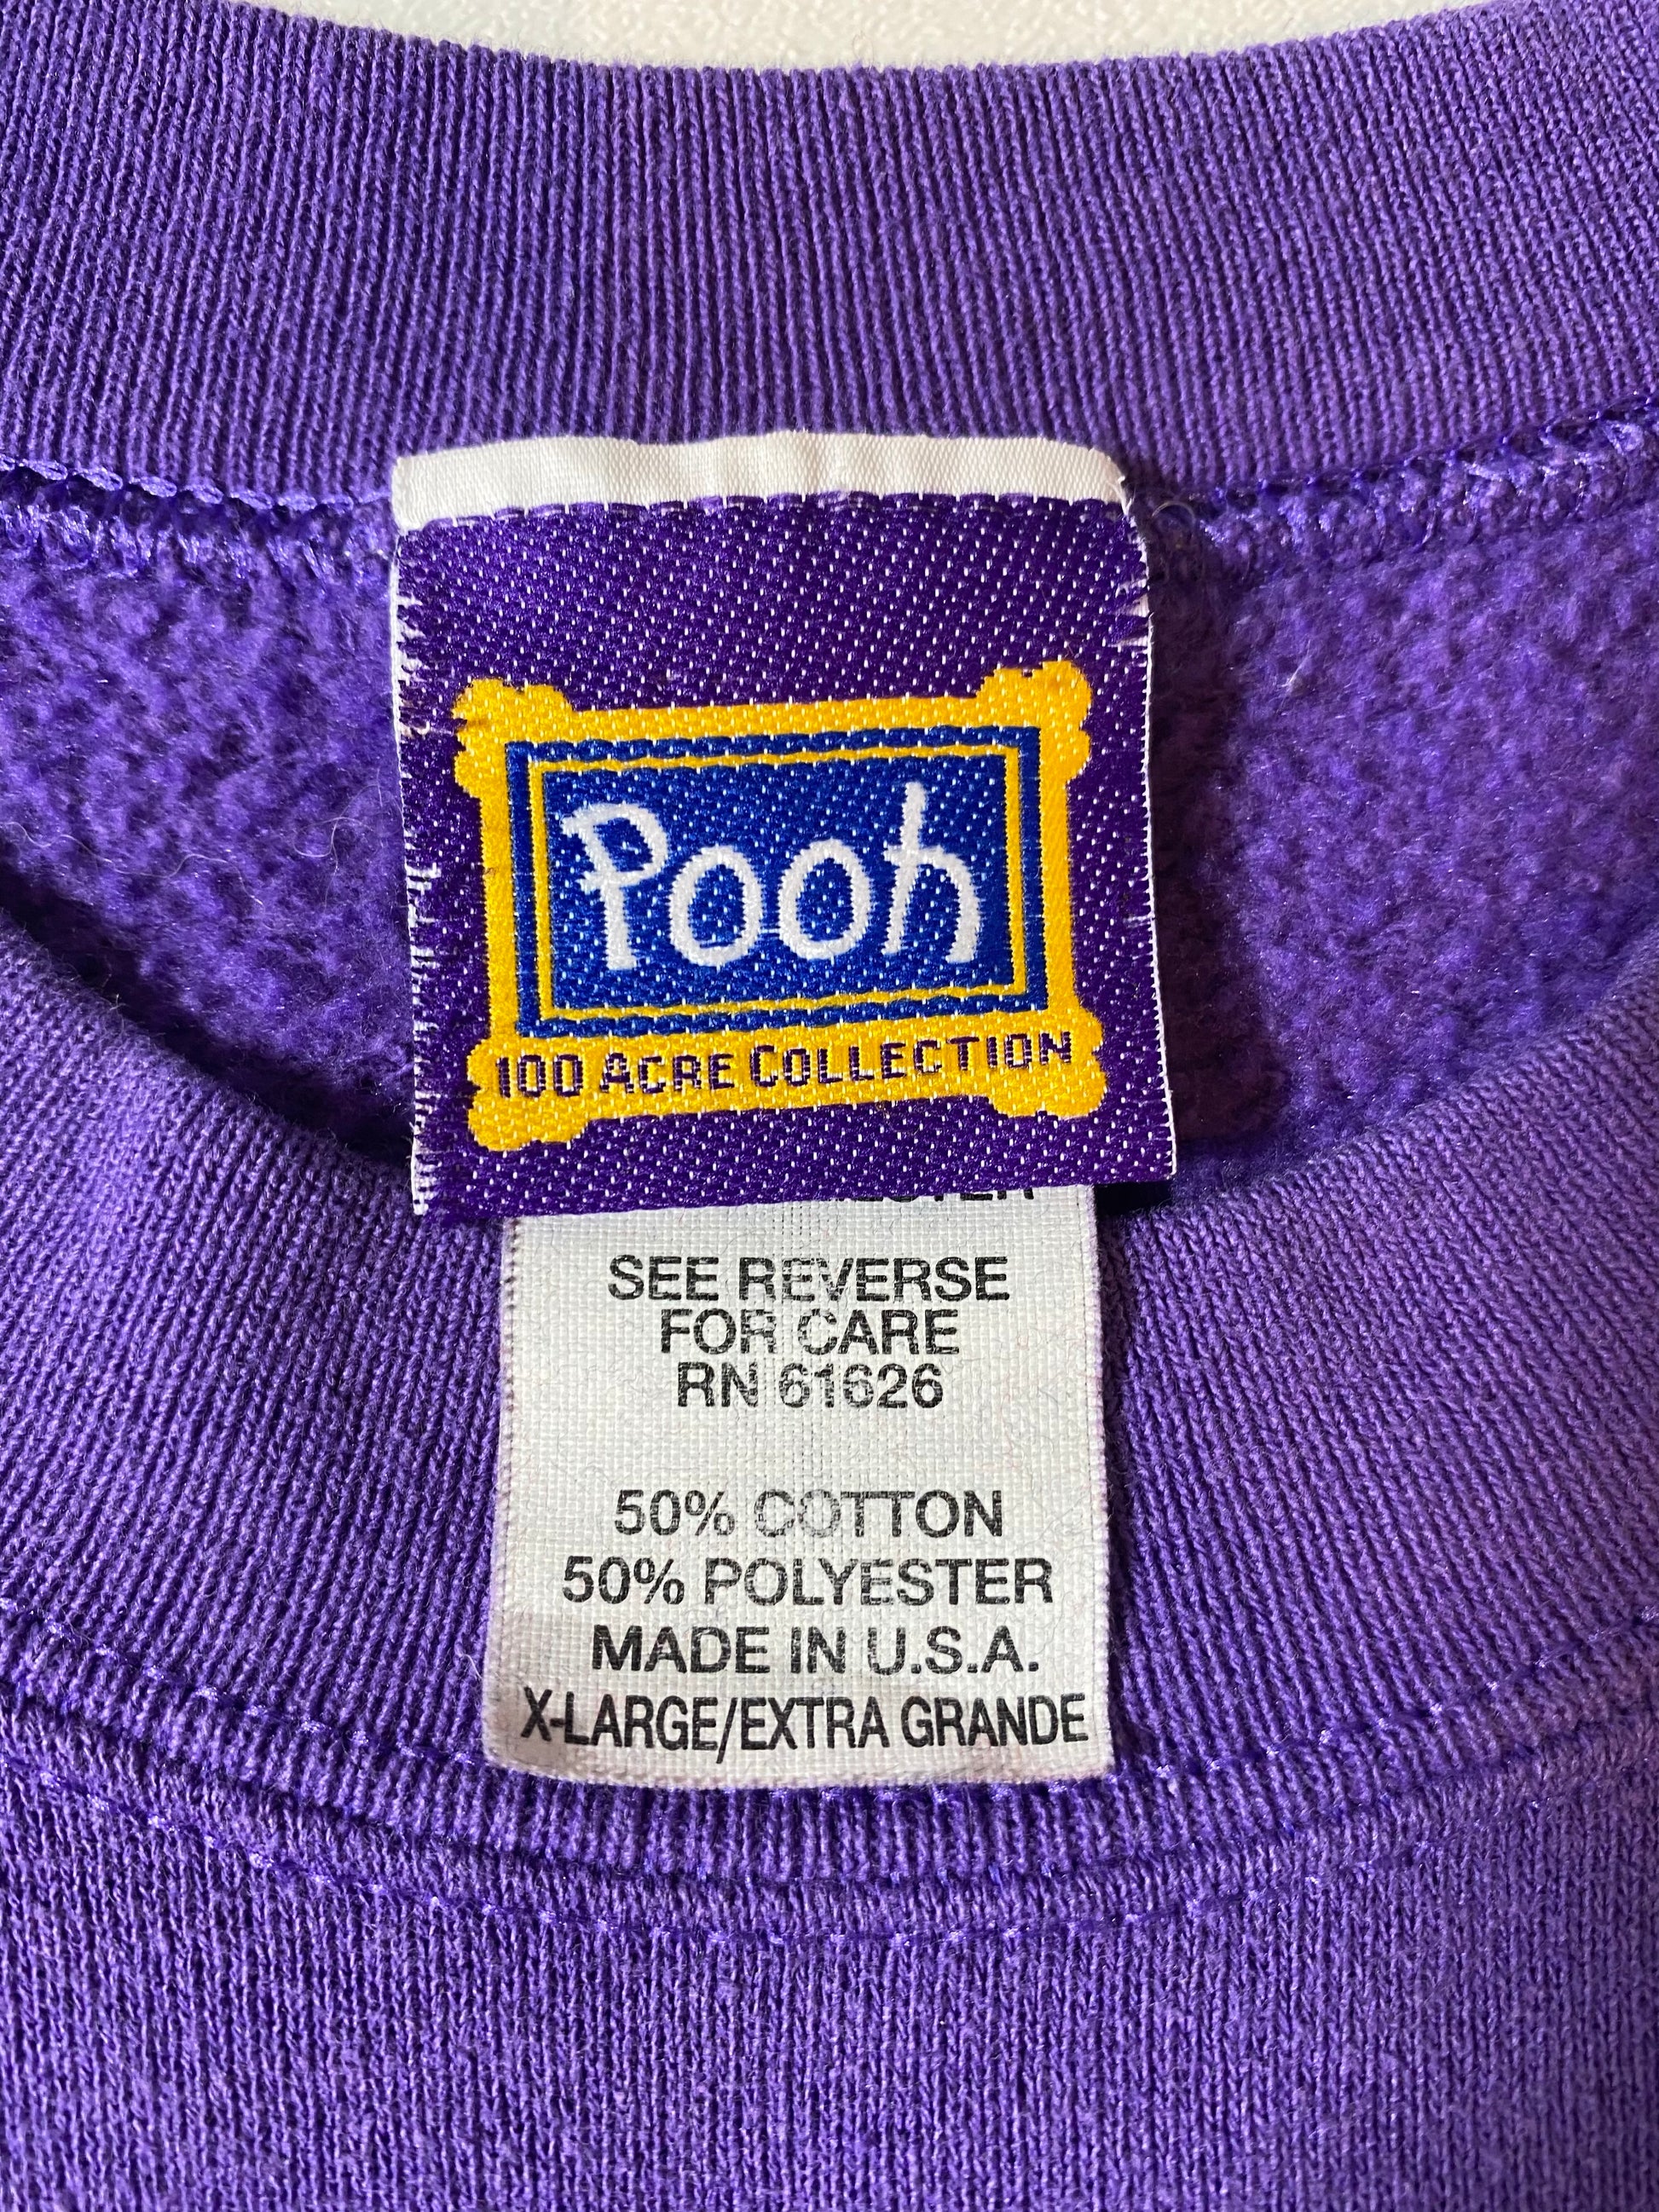 Pooh
100 ACRE COLLECTION
SEE REVERSE
FOR CARE
RN 61626
50% COTTON
50% POLYESTER
MADE IN U.S.A.
X-LARGE/EXTRA GRANDE